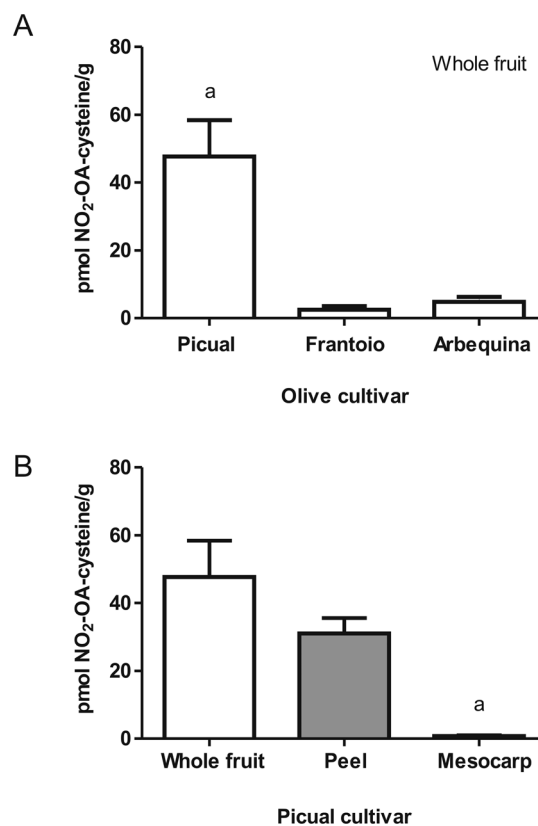 A
Whole fruit
pmol NO₂-OA-cysteine/g
80
60
40
20
0
a
Picual Frantoio Arbequina
Olive cultivar
B
pmol NO₂-OA-cysteine/g
80
60
40
20
0
a
Whole fruit Peel Mesocarp
Picual cultivar